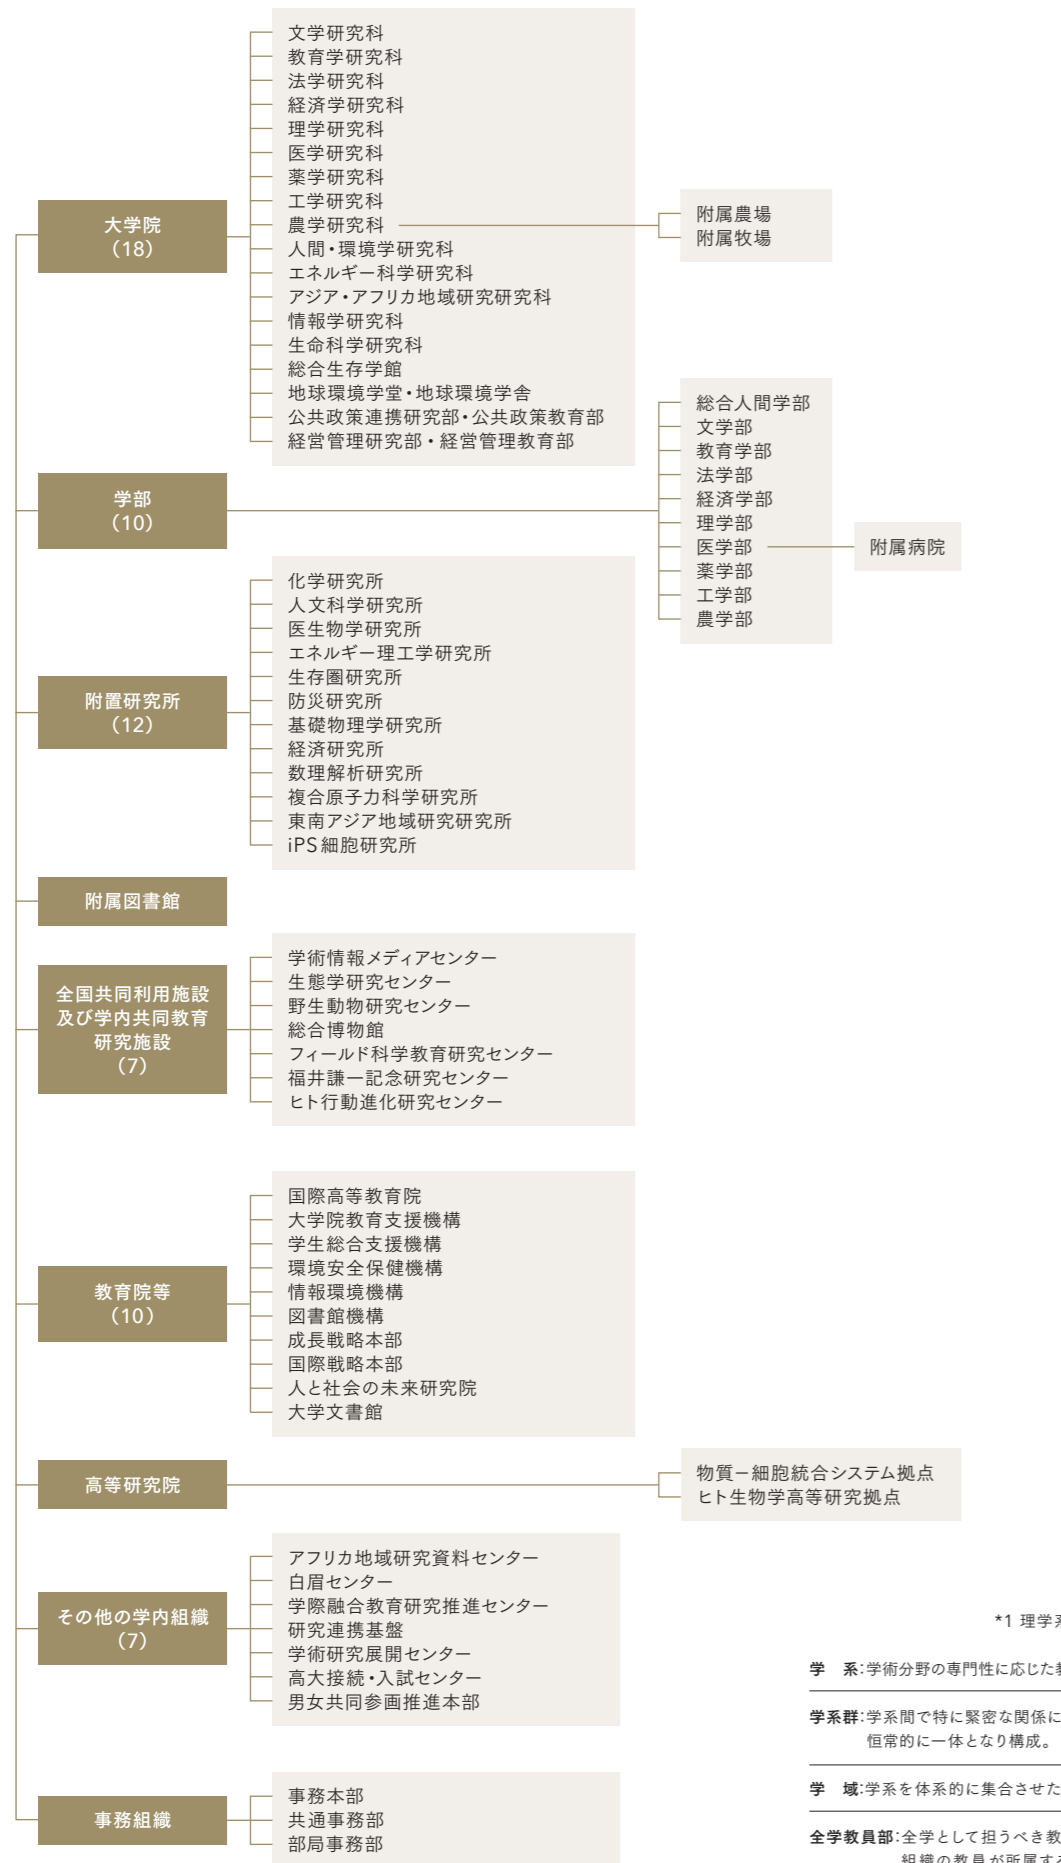 大学院
（18）
文学研究科
教育学研究科
法学研究科
経済学研究科
理学研究科
医学研究科
薬学研究科
工学研究科
農学研究科
人間・環境学研究科
エネルギー科学研究科
アジア・アフリカ地域研究研究科
情報学研究科
生命科学研究科
総合生存学館
地球環境学堂・地球環境学舎
公共政策連携研究部・公共政策教育部
経営管理研究部・経営管理教育部
附属農場
附属牧場
学部
（10）
総合人間学部
文学部
教育学部
法学部
経済学部
理学部
医学部
薬学部
工学部
農学部
附属病院
附置研究所
（12）
化学研究所
人文科学研究所
医生物学研究所
エネルギー理工学研究所
生存圏研究所
防災研究所
基礎物理学研究所
経済研究所
数理解析研究所
複合原子力科学研究所
東南アジア地域研究研究所
iPS細胞研究所
附属図書館
全国共同利用施設
及び学内共同教育
研究施設
（7）
学術情報メディアセンター
生態学研究センター
野生動物研究センター
総合博物館
フィールド科学教育研究センター
福井謙一記念研究センター
ヒト行動進化研究センター
教育院等
（10）
国際高等教育院
大学院教育支援機構
学生総合支援機構
環境安全保健機構
情報環境機構
図書館機構
成長戦略本部
国際戦略本部
人と社会の未来研究院
大学文書館
高等研究院
物質－細胞統合システム拠点
ヒト生物学高等研究拠点
その他の学内組織
（7）
アフリカ地域研究資料センター
白眉センター
学際融合教育研究推進センター
研究連携基盤
学術研究展開センター
高大接続・入試センター
男女共同参画推進本部
事務組織
事務本部
共通事務部
部局事務部
*1 理学系
学　系:学術分野の専門性に応じた教
学系群:学系間で特に緊密な関係に
恒常的に一体となり構成。
学　域:学系を体系的に集合させた
全学教員部:全学として担うべき教
組織の教員が所属する